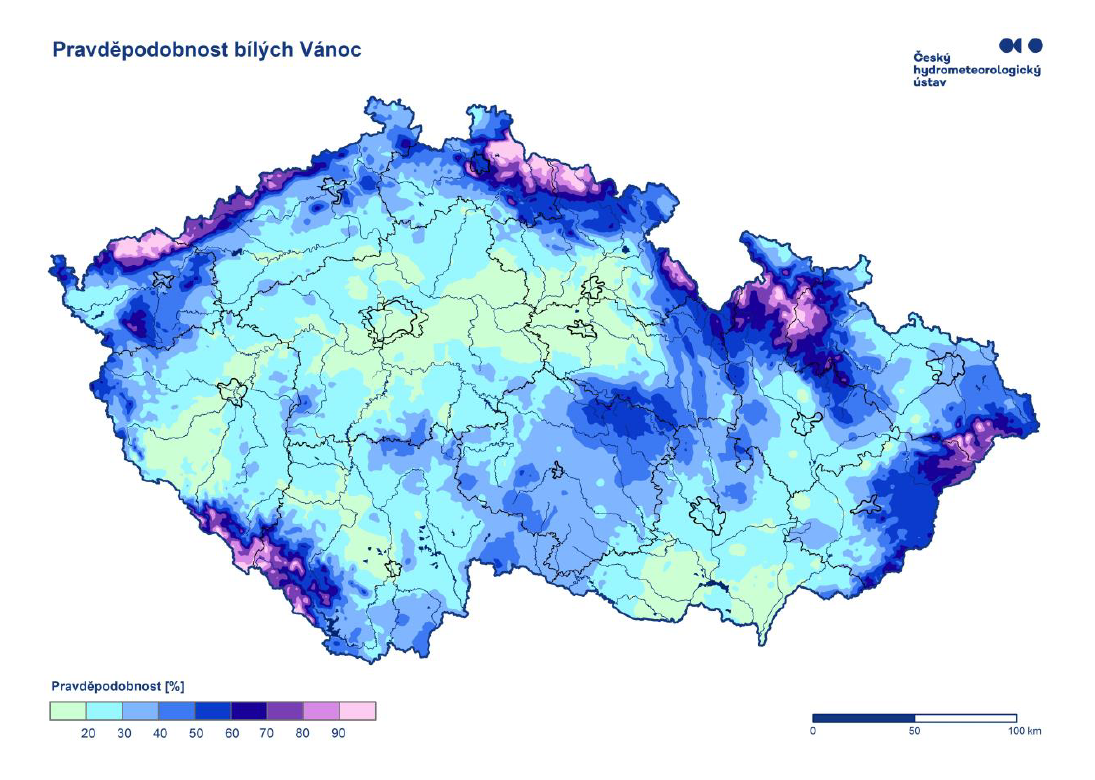 Pravděpodobnost bílých Vánoc
Český
hydrometeorologický
ústav
Pravděpodobnost [%]
20 30 40 50 60 70 80 90
0 50 100 km